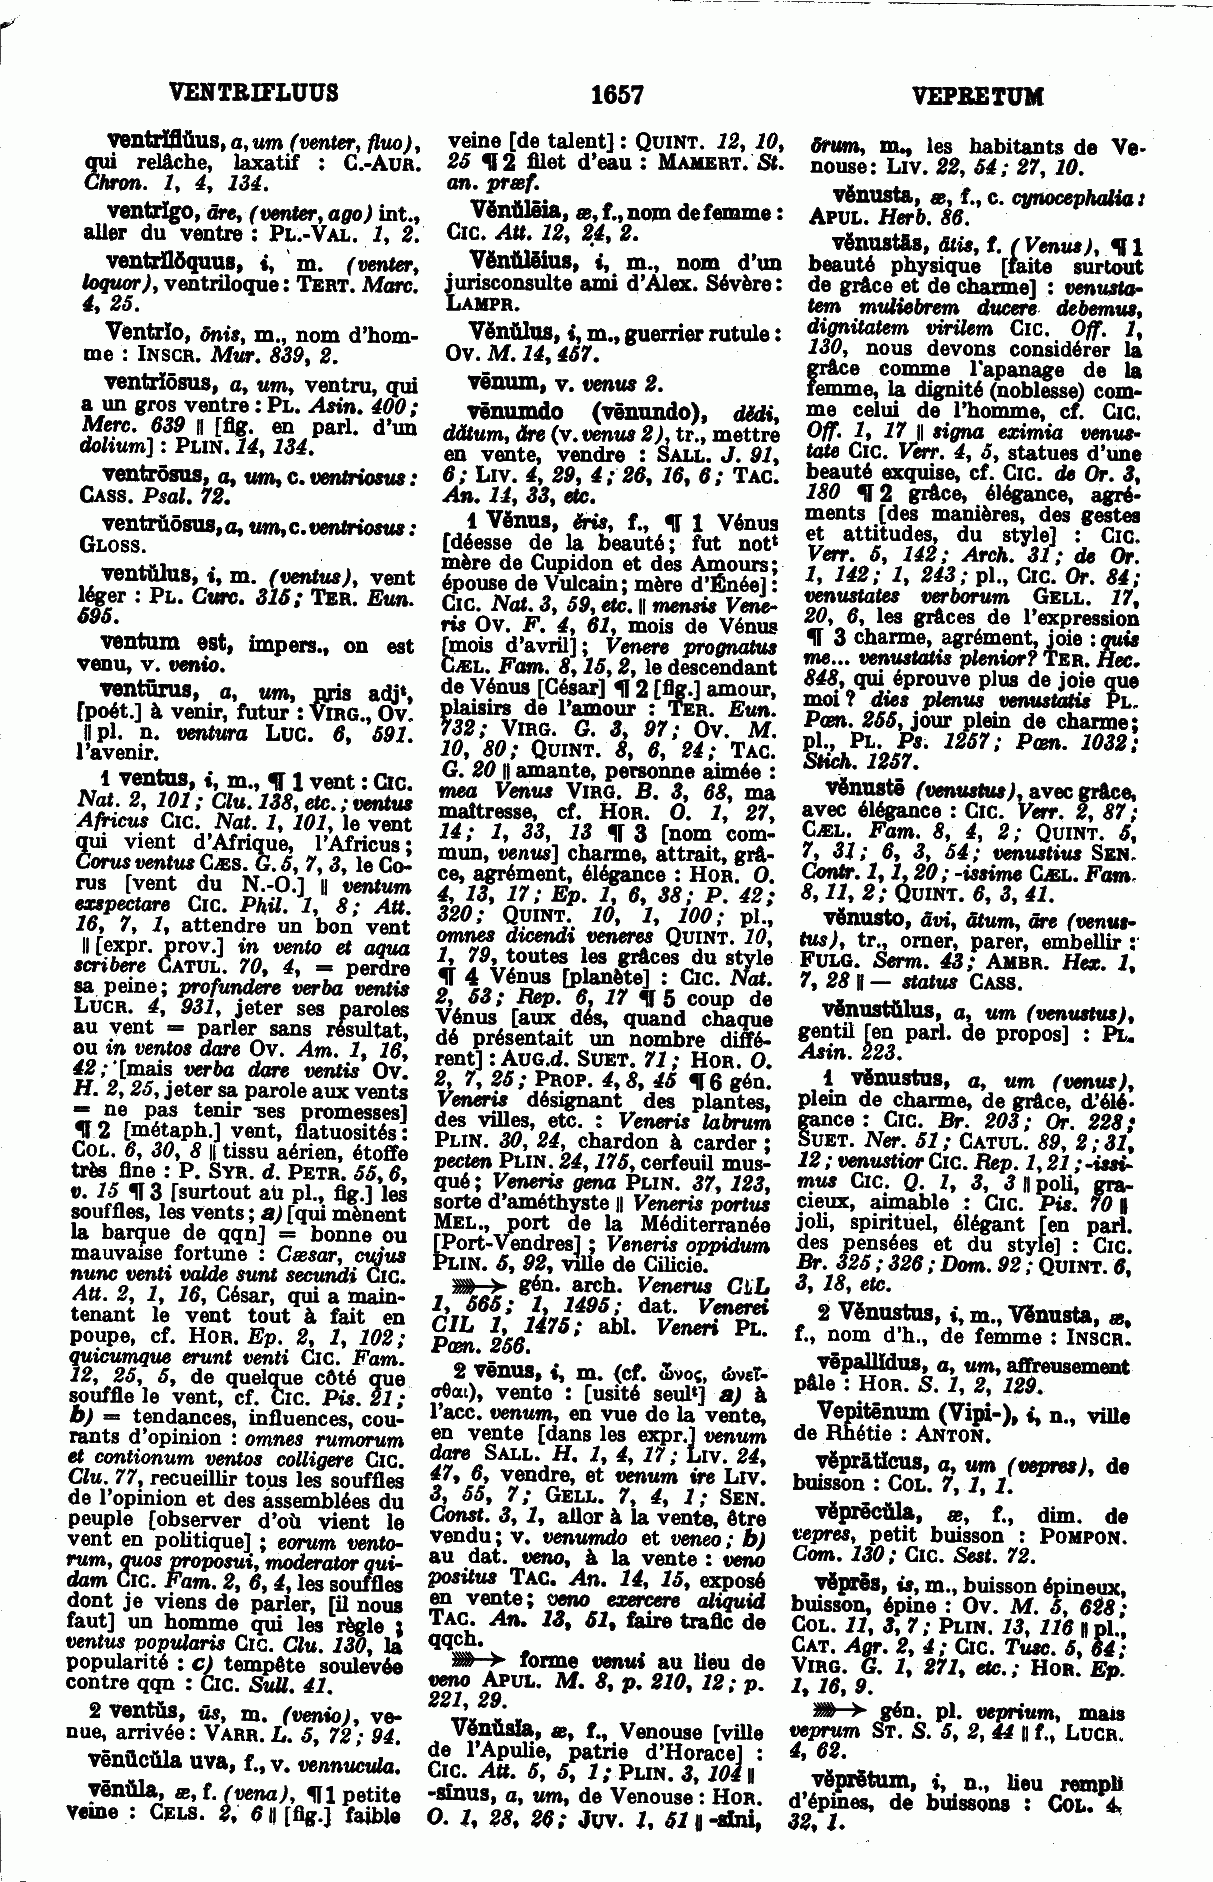 VENTRIFLUUS
1657
VEPRETUM
ventrĭflŭus, a, um (venter, fluo),
qui relâche, laxatif : C.-AUR.
Chron. 1, 4, 134.
ventrĭgo, āre, (venter, ago) int.,
aller du ventre : PL.-VAL. 1, 2.
ventrĭlŏquus, i, m. (venter,
loquor), ventriloque : TERT. Marc.
4, 25.
Ventrĭo, ōnis, m., nom d'hom-
me : INSCR. Mur. 839, 2.
ventrĭōsus, a, um, ventru, qui
a un gros ventre : PL. Asin. 400 ;
Merc. 639 || [fig. en parl. d'un
dolium] : PLIN. 14, 134.
ventrōsus, a, um, c. ventriosus :
CASS. Psal. 72.
ventrŭōsus, a, um, c. ventriosus :
GLOSS.
ventŭlus, i, m. (ventus), vent
léger : PL. Curc. 315 ; TER. Eun.
595.
ventum est, impers., on est
venu, v. venio.
ventūrus, a, um, pris adjᵗ,
[poét.] à venir, futur : VIRG., OV.
|| pl. n. ventura LUC. 6, 591.
l'avenir.
1 ventus, i, m., ¶ 1 vent : CIC.
Nat. 2, 101 ; Clu. 138, etc. ; ventus
Africus CIC. Nat. 1, 101, le vent
qui vient d'Afrique, l'Africus ;
Corus ventus CÆS. G. 5, 7, 3, le Co-
rus [vent du N.-O.] || ventum
exspectare CIC. Phil. 1, 8 ; Att.
16, 7, 1, attendre un bon vent
|| [expr. prov.] in vento et aqua
scribere CATUL. 70, 4, = perdre
sa peine ; profundere verba ventis
LUCR. 4, 931, jeter ses paroles
au vent = parler sans résultat,
ou in ventos dare OV. Am. 1, 16,
42 ; [mais verba dare ventis OV.
H. 2, 25, jeter sa parole aux vents
= ne pas tenir ses promesses]
¶ 2 [métaph.] vent, flatuosités :
COL. 6, 30, 8 || tissu aérien, étoffe
très fine : P. SYR. d. PETR. 55, 6,
v. 15 ¶ 3 [surtout au pl., fig.] les
souffles, les vents ; a) [qui mènent
la barque de qqn] = bonne ou
mauvaise fortune : Cæsar, cujus
nunc venti valde sunt secundi CIC.
Att. 2, 1, 16, César, qui a main-
tenant le vent tout à fait en
poupe, cf. HOR. Ep. 2, 1, 102 ;
quicumque erunt venti CIC. Fam.
12, 25, 5, de quelque côté que
souffle le vent, cf. CIC. Pis. 21 ;
b) = tendances, influences, cou-
rants d'opinion : omnes rumorum
et contionum ventos colligere CIC.
Clu. 77, recueillir tous les souffles
de l'opinion et des assemblées du
peuple [observer d'où vient le
vent en politique] ; eorum vento-
rum, quos proposui, moderator qui-
dam CIC. Fam. 2, 6, 4, les souffles
dont je viens de parler, [il nous
faut] un homme qui les règle ;
ventus popularis CIC. Clu. 130, la
popularité : c) tempête soulevée
contre qqn : CIC. Sull. 41.
2 ventŭs, ūs, m. (venio), ve-
nue, arrivée : VARR. L. 5, 72 ; 94.
vēnŭcŭla uva, f., v. vennucula.
vēnŭla, æ, f. (vena), ¶ 1 petite
veine : CELS. 2, 6 || [fig.] faible
veine [de talent] : QUINT. 12, 10,
25 ¶ 2 filet d'eau : MAMERT. St.
an. præf.
Vĕnŭlēia, æ, f., nom de femme :
CIC. Att. 12, 24, 2.
Vĕnŭlēius, i, m., nom d'un
jurisconsulte ami d'Alex. Sévère :
LAMPR.
Vĕnŭlus, i, m., guerrier rutule :
OV. M. 14, 457.
vēnum, v. venus 2.
vēnumdo (vēnundo), dĕdi,
dătum, ăre (v. venus 2), tr., mettre
en vente, vendre : SALL. J. 91,
6 ; LIV. 4, 29, 4 ; 26, 16, 6 ; TAC.
An. 14, 33, etc.
1 Vĕnus, ĕris, f., ¶ 1 Vénus
[déesse de la beauté ; fut notᵗ
mère de Cupidon et des Amours ;
épouse de Vulcain ; mère d'Énée] :
CIC. Nat. 3, 59, etc. || mensis Vene-
ris OV. F. 4, 61, mois de Vénus
[mois d'avril] ; Venere prognatus
CÆL. Fam. 8, 15, 2, le descendant
de Vénus [César] ¶ 2 [fig.] amour,
plaisirs de l'amour : TER. Eun.
732 ; VIRG. G. 3, 97 ; OV. M.
10, 80 ; QUINT. 8, 6, 24 ; TAC.
G. 20 || amante, personne aimée :
mea Venus VIRG. B. 3, 68, ma
maîtresse, cf. HOR. O. 1, 27,
14 ; 1, 33, 13 ¶ 3 [nom com-
mun, venus] charme, attrait, grâ-
ce, agrément, élégance : HOR. O.
4, 13, 17 ; Ep. 1, 6, 38 ; P. 42 ;
320 ; QUINT. 10, 1, 100 ; pl.,
omnes dicendi veneres QUINT. 10,
1, 79, toutes les grâces du style
¶ 4 Vénus [planète] : CIC. Nat.
2, 53 ; Rep. 6, 17 ¶ 5 coup de
Vénus [aux dés, quand chaque
dé présentait un nombre diffé-
rent] : AUG. d. SUET. 71 ; HOR. O.
2, 7, 25 ; PROP. 4, 8, 45 ¶ 6 gén.
Veneris désignant des plantes,
des villes, etc. : Veneris labrum
PLIN. 30, 24, chardon à carder ;
pecten PLIN. 24, 175, cerfeuil mus-
qué ; Veneris gena PLIN. 37, 123,
sorte d'améthyste || Veneris portus
MEL., port de la Méditerranée
[Port-Vendres] ; Veneris oppidum
PLIN. 5, 92, ville de Cilicie.
➳ gén. arch. Venerus CIL
1, 565 ; 1, 1495 ; dat. Venerei
CIL 1, 1475 ; abl. Veneri PL.
Pœn. 256.
2 vēnus, i, m. (cf. ὦνος, ὠνεῖ-
σθαι), vente : [usité seulᵗ] a) à
l'acc. venum, en vue de la vente,
en vente [dans les expr.] venum
dare SALL. H. 1, 4, 17 ; LIV. 24,
47, 6, vendre, et venum ire LIV.
3, 55, 7 ; GELL. 7, 4, 1 ; SEN.
Const. 3, 1, aller à la vente, être
vendu ; v. venumdo et veneo ; b)
au dat. veno, à la vente : veno
positus TAC. An. 14, 15, exposé
en vente ; veno exercere aliquid
TAC. An. 13, 51, faire trafic de
qqch.
➳ forme venui au lieu de
veno APUL. M. 8, p. 210, 12 ; p.
221, 29.
Vĕnŭsĭa, æ, f., Venouse [ville
de l'Apulie, patrie d'Horace] :
CIC. Att. 5, 5, 1 ; PLIN. 3, 104 ||
-sīnus, a, um, de Venouse : HOR.
O. 1, 28, 26 ; JUV. 1, 51 || -sīni,
ōrum, m., les habitants de Ve-
nouse : LIV. 22, 54 ; 27, 10.
vĕnusta, æ, f., c. cynocephalia :
APUL. Herb. 86.
vĕnustās, ātis, f. (Venus), ¶ 1
beauté physique [faite surtout
de grâce et de charme] : venusta-
tem muliebrem ducere debemus,
dignitatem virilem CIC. Off. 1,
130, nous devons considérer la
grâce comme l'apanage de la
femme, la dignité (noblesse) com-
me celui de l'homme, cf. CIC.
Off. 1, 17 || signa eximia venus-
tate CIC. Verr. 4, 5, statues d'une
beauté exquise, cf. CIC. de Or. 3,
180 ¶ 2 grâce, élégance, agré-
ments [des manières, des gestes
et attitudes, du style] : CIC.
Verr. 5, 142 ; Arch. 31 ; de Or.
1, 142 ; 1, 243 ; pl., CIC. Or. 84 ;
venustates verborum GELL. 17,
20, 6, les grâces de l'expression
¶ 3 charme, agrément, joie : quis
me... venustatis plenior? TER. Hec.
848, qui éprouve plus de joie que
moi ? dies plenus venustatis PL.
Pœn. 255, jour plein de charme ;
pl., PL. Ps. 1257 ; Pœn. 1032 ;
Stich. 1257.
vĕnustē (venustus), avec grâce,
avec élégance : CIC. Verr. 2, 87 ;
CÆL. Fam. 8, 4, 2 ; QUINT. 5,
7, 31 ; 6, 3, 54 ; venustius SEN.
Contr. 1, 1, 20 ; -issime CÆL. Fam.
8, 11, 2 ; QUINT. 6, 3, 41.
vĕnusto, āvi, ātum, āre (venus-
tus), tr., orner, parer, embellir :
FULG. Serm. 43 ; AMBR. Hex. 1,
7, 28 || — status CASS.
vĕnustŭlus, a, um (venustus),
gentil [en parl. de propos] : PL.
Asin. 223.
1 vĕnustus, a, um (venus),
plein de charme, de grâce, d'élé-
gance : CIC. Br. 203 ; Or. 228 ;
SUET. Ner. 51 ; CATUL. 89, 2 ; 31,
12 ; venustior CIC. Rep. 1, 21 ; -issi-
mus CIC. Q. 1, 3, 3 || poli, gra-
cieux, aimable : CIC. Pis. 70 ||
joli, spirituel, élégant [en parl.
des pensées et du style] : CIC.
Br. 325 ; 326 ; Dom. 92 ; QUINT. 6,
3, 18, etc.
2 Vĕnustus, i, m., Vĕnusta, æ,
f., nom d'h., de femme : INSCR.
vēpallĭdus, a, um, affreusement
pâle : HOR. S. 1, 2, 129.
Vepitēnum (Vipi-), i, n., ville
de Rhétie : ANTON.
vĕprātĭcus, a, um (vepres), de
buisson : COL. 7, 1, 1.
vĕprēcŭla, æ, f., dim. de
vepres, petit buisson : POMPON.
Com. 130 ; CIC. Sest. 72.
vĕprēs, is, m., buisson épineux,
buisson, épine : OV. M. 5, 628 ;
COL. 11, 3, 7 ; PLIN. 13, 116 || pl.,
CAT. Agr. 2, 4 ; CIC. Tusc. 5, 64 ;
VIRG. G. 1, 271, etc. ; HOR. Ep.
1, 16, 9.
➳ gén. pl. veprium, mais
veprum ST. S. 5, 2, 44 || f., LUCR.
4, 62.
vĕprētum, i, n., lieu rempli
d'épines, de buissons : COL. 4,
32, 1.